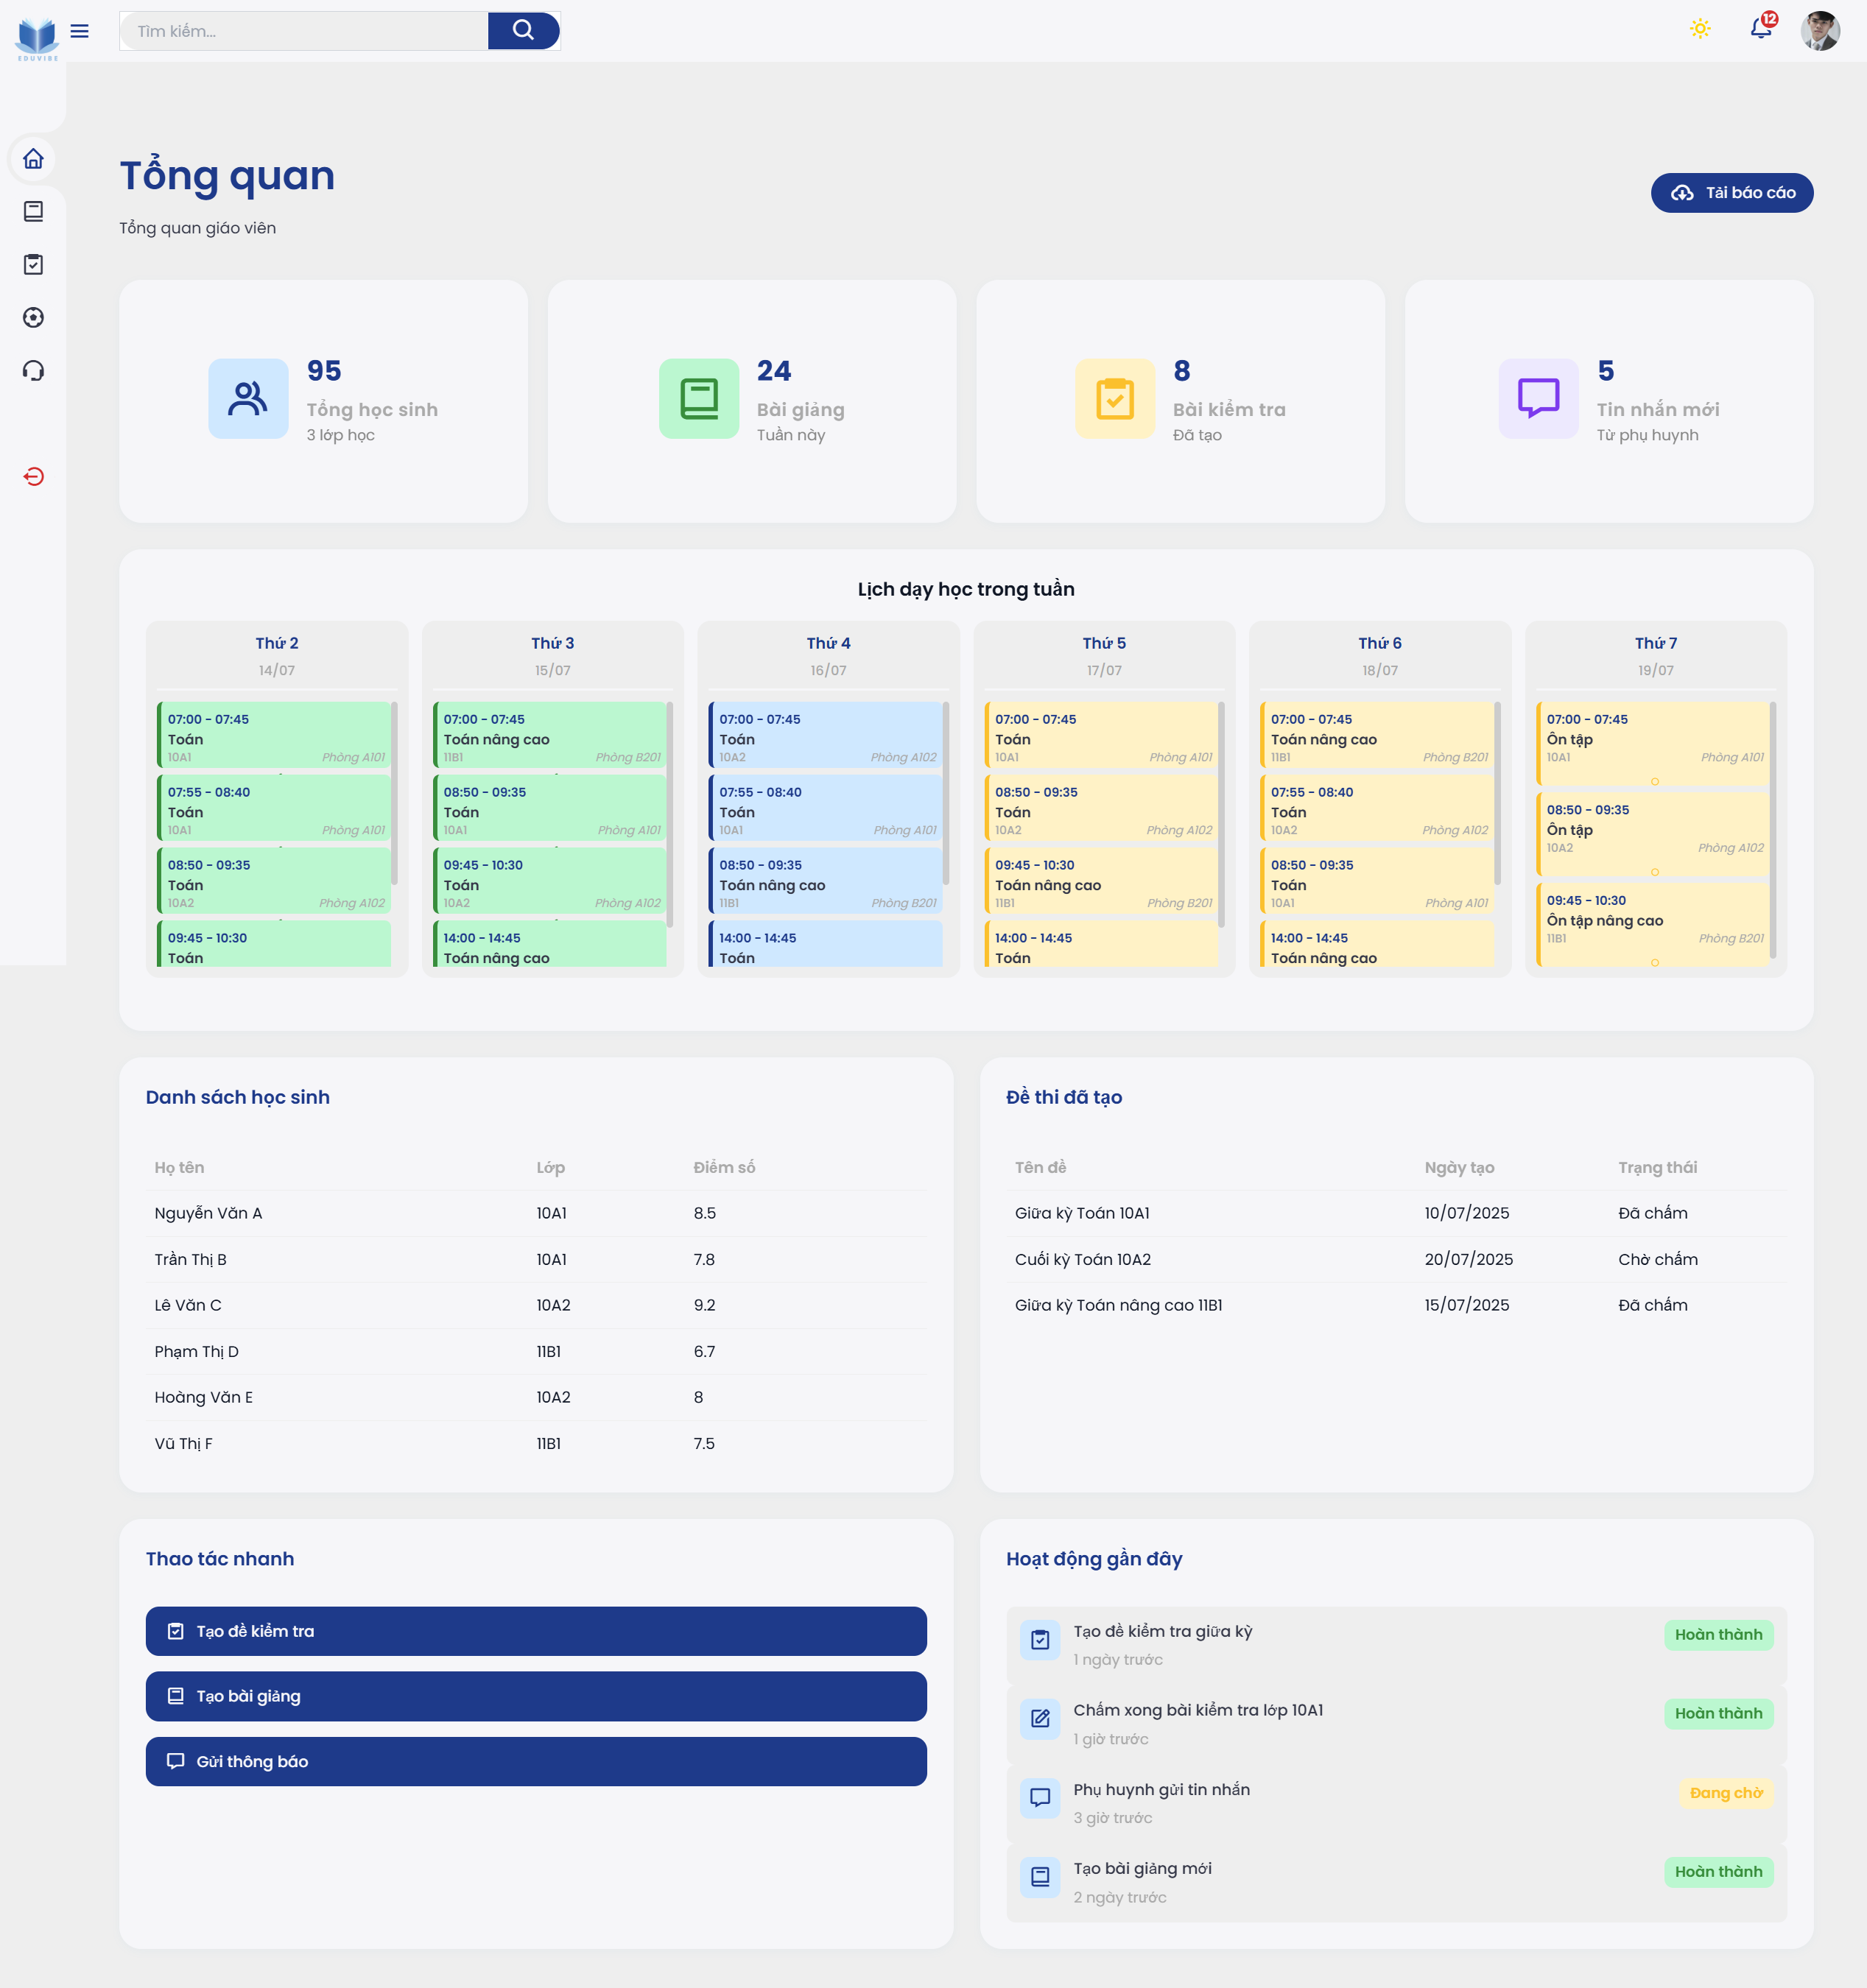 EDUVIBE
Tìm kiếm...
12
Tổng quan
Tổng quan giáo viên
Tải báo cáo
95
Tổng học sinh
3 lớp học
24
Bài giảng
Tuần này
8
Bài kiểm tra
Đã tạo
5
Tin nhắn mới
Từ phụ huynh
Lịch dạy học trong tuần
Thứ 2
14/07
07:00 - 07:45
Toán
10A1 Phòng A101
07:55 - 08:40
Toán
10A1 Phòng A101
08:50 - 09:35
Toán
10A2 Phòng A102
09:45 - 10:30
Toán
Thứ 3
15/07
07:00 - 07:45
Toán nâng cao
11B1 Phòng B201
08:50 - 09:35
Toán
10A1 Phòng A101
09:45 - 10:30
Toán
10A2 Phòng A102
14:00 - 14:45
Toán nâng cao
Thứ 4
16/07
07:00 - 07:45
Toán
10A2 Phòng A102
07:55 - 08:40
Toán
10A1 Phòng A101
08:50 - 09:35
Toán nâng cao
11B1 Phòng B201
14:00 - 14:45
Toán
Thứ 5
17/07
07:00 - 07:45
Toán
10A1 Phòng A101
08:50 - 09:35
Toán
10A2 Phòng A102
09:45 - 10:30
Toán nâng cao
11B1 Phòng B201
14:00 - 14:45
Toán
Thứ 6
18/07
07:00 - 07:45
Toán nâng cao
11B1 Phòng B201
07:55 - 08:40
Toán
10A2 Phòng A102
08:50 - 09:35
Toán
10A1 Phòng A101
14:00 - 14:45
Toán nâng cao
Thứ 7
19/07
07:00 - 07:45
Ôn tập
10A1 Phòng A101
08:50 - 09:35
Ôn tập
10A2 Phòng A102
09:45 - 10:30
Ôn tập nâng cao
11B1 Phòng B201
Danh sách học sinh
Họ tên Lớp Điểm số
Nguyễn Văn A 10A1 8.5
Trần Thị B 10A1 7.8
Lê Văn C 10A2 9.2
Phạm Thị D 11B1 6.7
Hoàng Văn E 10A2 8
Vũ Thị F 11B1 7.5
Đề thi đã tạo
Tên đề Ngày tạo Trạng thái
Giữa kỳ Toán 10A1 10/07/2025 Đã chấm
Cuối kỳ Toán 10A2 20/07/2025 Chờ chấm
Giữa kỳ Toán nâng cao 11B1 15/07/2025 Đã chấm
Thao tác nhanh
Tạo đề kiểm tra
Tạo bài giảng
Gửi thông báo
Hoạt động gần đây
Tạo đề kiểm tra giữa kỳ Hoàn thành
1 ngày trước
Chấm xong bài kiểm tra lớp 10A1 Hoàn thành
1 giờ trước
Phụ huynh gửi tin nhắn Đang chờ
3 giờ trước
Tạo bài giảng mới Hoàn thành
2 ngày trước